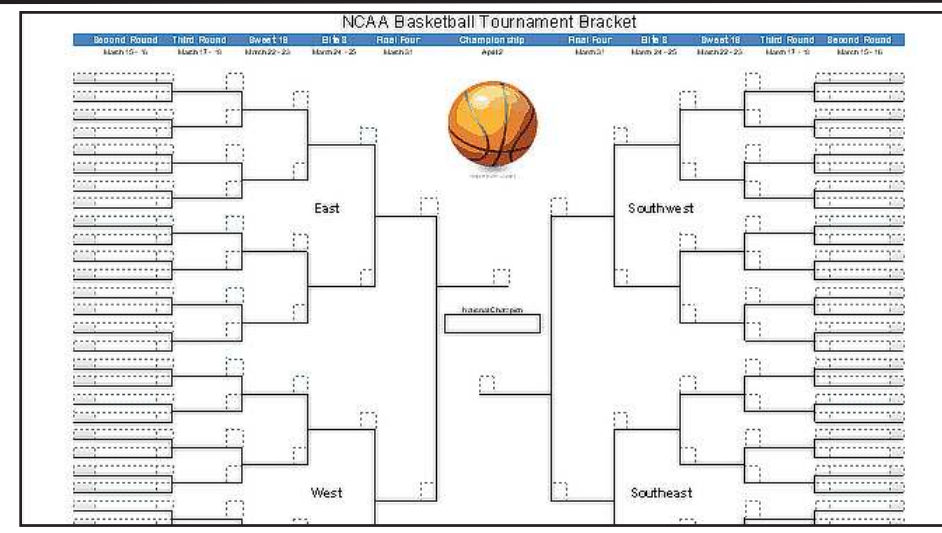 NCAA Basketball Tournament Bracket
Second Round Third Round Sweet 16 Elite 8 Final Four Championship Final Four Elite 8 Sweet 16 Third Round Second Round
March 15 - 16 March 17 - 18 March 22 - 23 March 24 - 25 March 31 April 2 March 31 March 24 - 25 March 22 - 23 March 17 - 18 March 15 - 16
East
Southwest
National Champion
West
Southeast